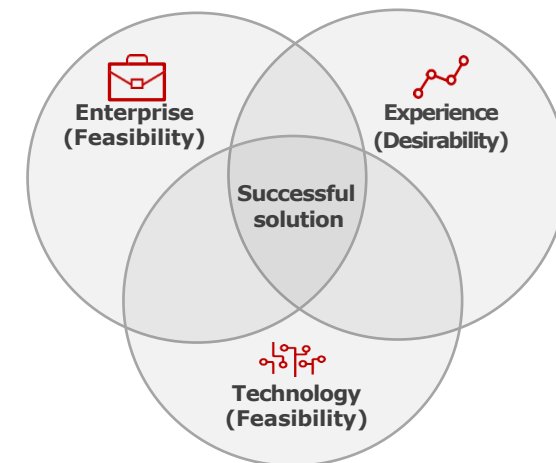 Enterprise
(Feasibility)
Experience
(Desirability)
Successful
solution
Technology
(Feasibility)